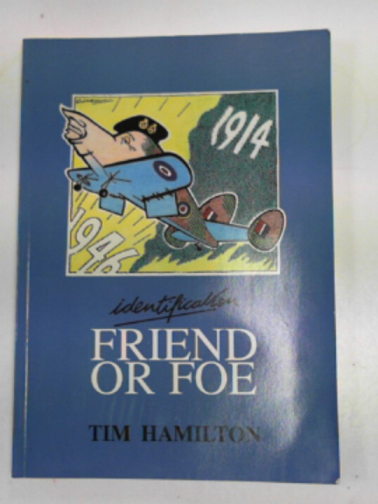 1914
1946
identification
FRIEND
OR FOE
TIM HAMILTON